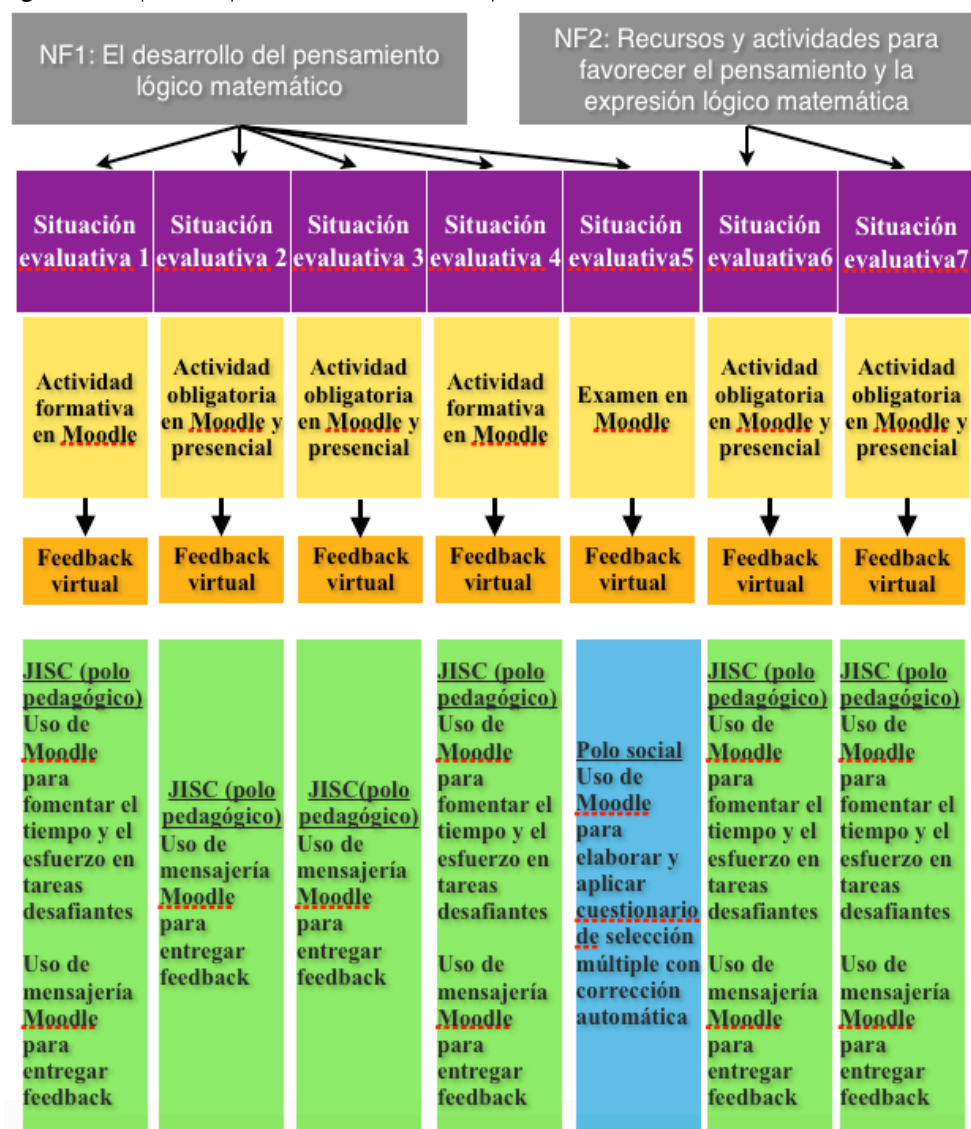 NF1: El desarrollo del pensamiento
lógico matemático
NF2: Recursos y actividades para
favorecer el pensamiento y la
expresión lógico matemática
Situación
evaluativa 1
Situación
evaluativa 2
Situación
evaluativa 3
Situación
evaluativa 4
Situación
evaluativa5
Situación
evaluativa6
Situación
evaluativa7
Actividad
formativa
en Moodle
Actividad
obligatoria
en Moodle y
presencial
Actividad
obligatoria
en Moodle y
presencial
Actividad
formativa
en Moodle
Examen en
Moodle
Actividad
obligatoria
en Moodle y
presencial
Actividad
obligatoria
en Moodle y
presencial
Feedback
virtual
Feedback
virtual
Feedback
virtual
Feedback
virtual
Feedback
virtual
Feedback
virtual
Feedback
virtual
JISC (polo
pedagógico)
Uso de
Moodle
para
fomentar el
tiempo y el
esfuerzo en
tareas
desafiantes
Uso de
mensajería
Moodle
para
entregar
feedback
JISC (polo
pedagógico)
Uso de
mensajería
Moodle
para
entregar
feedback
JISC(polo
pedagógico)
Uso de
mensajería
Moodle
para
entregar
feedback
JISC (polo
pedagógico)
Uso de
Moodle
para
fomentar el
tiempo y el
esfuerzo en
tareas
desafiantes
Uso de
mensajería
Moodle
para
entregar
feedback
Polo social
Uso de
Moodle
para
elaborar y
aplicar
cuestionario
de selección
múltiple con
corrección
automática
JISC (polo
pedagógico)
Uso de
Moodle
para
fomentar el
tiempo y el
esfuerzo en
tareas
desafiantes
Uso de
mensajería
Moodle
para
entregar
feedback
JISC (polo
pedagógico)
Uso de
Moodle
para
fomentar el
tiempo y el
esfuerzo en
tareas
desafiantes
Uso de
mensajería
Moodle
para
entregar
feedback